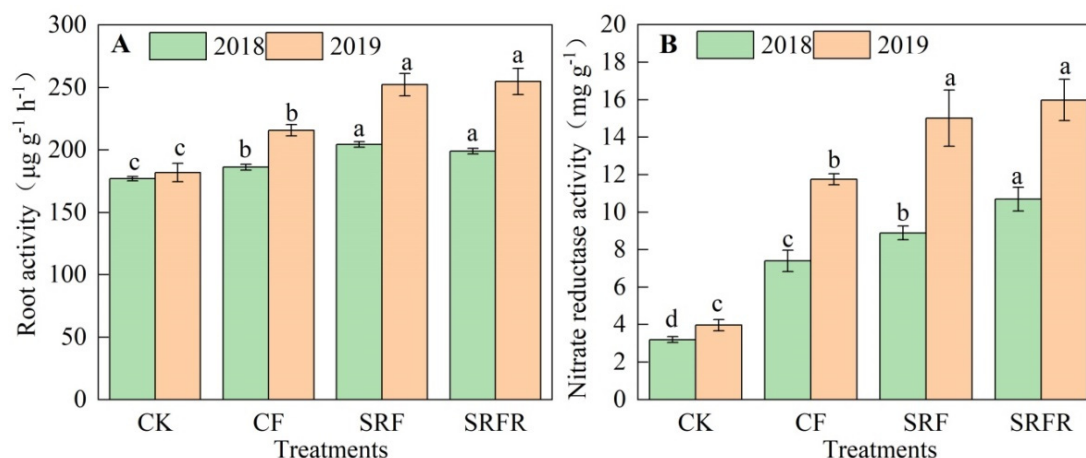 A
2018
2019
Root activity（μg g-1 h-1）
300
250
200
150
100
50
0
c
c
b
b
a
a
a
a
CK
CF
SRF
SRFR
Treatments
B
2018
2019
Nitrate reductase activity（mg g-1）
20
18
16
14
12
10
8
6
4
2
0
d
c
c
b
b
a
a
a
CK
CF
SRF
SRFR
Treatments